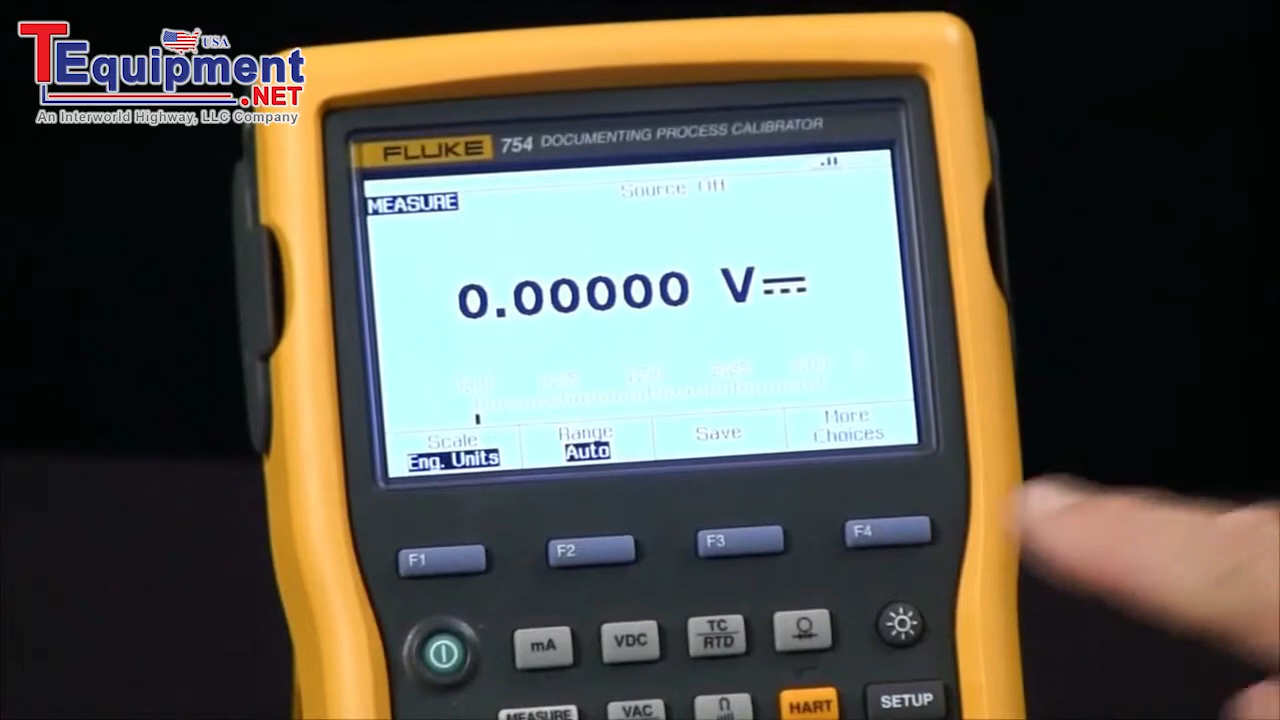 USA
TEquipment
.NET
An Interworld Highway, LLC Company
FLUKE 754 DOCUMENTING PROCESS CALIBRATOR
Source Off
MEASURE
0.00000 V
Scale
Eng. Units
Range
Auto
Save
More
Choices
F1
F2
F3
F4
mA
VDC
TC
RTD
MEASURE
VAC
Ω
HART
SETUP